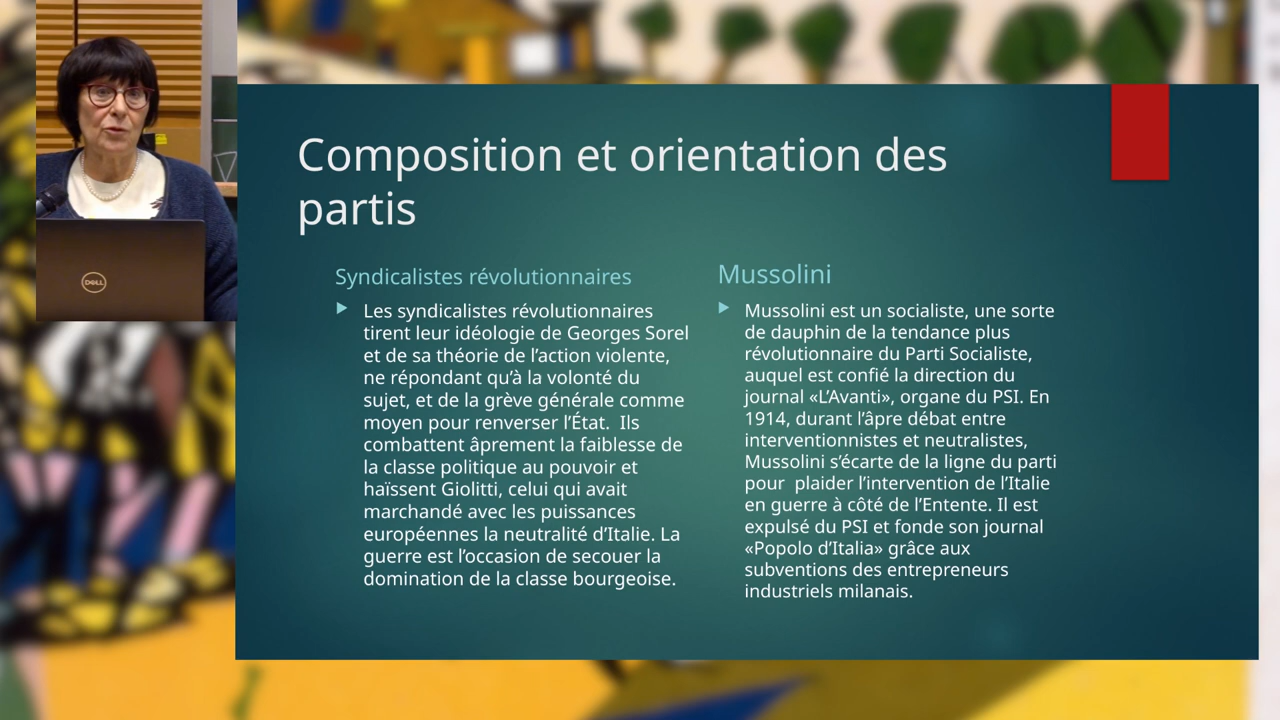 Composition et orientation des
partis
Syndicalistes révolutionnaires
Les syndicalistes révolutionnaires
tirent leur idéologie de Georges Sorel
et de sa théorie de l’action violente,
ne répondant qu’à la volonté du
sujet, et de la grève générale comme
moyen pour renverser l’État.  Ils
combattent âprement la faiblesse de
la classe politique au pouvoir et
haïssent Giolitti, celui qui avait
marchandé avec les puissances
européennes la neutralité d’Italie. La
guerre est l’occasion de secouer la
domination de la classe bourgeoise.
Mussolini
Mussolini est un socialiste, une sorte
de dauphin de la tendance plus
révolutionnaire du Parti Socialiste,
auquel est confié la direction du
journal «L’Avanti», organe du PSI. En
1914, durant l’âpre débat entre
interventionnistes et neutralistes,
Mussolini s’écarte de la ligne du parti
pour  plaider l’intervention de l’Italie
en guerre à côté de l’Entente. Il est
expulsé du PSI et fonde son journal
«Popolo d’Italia» grâce aux
subventions des entrepreneurs
industriels milanais.
DELL